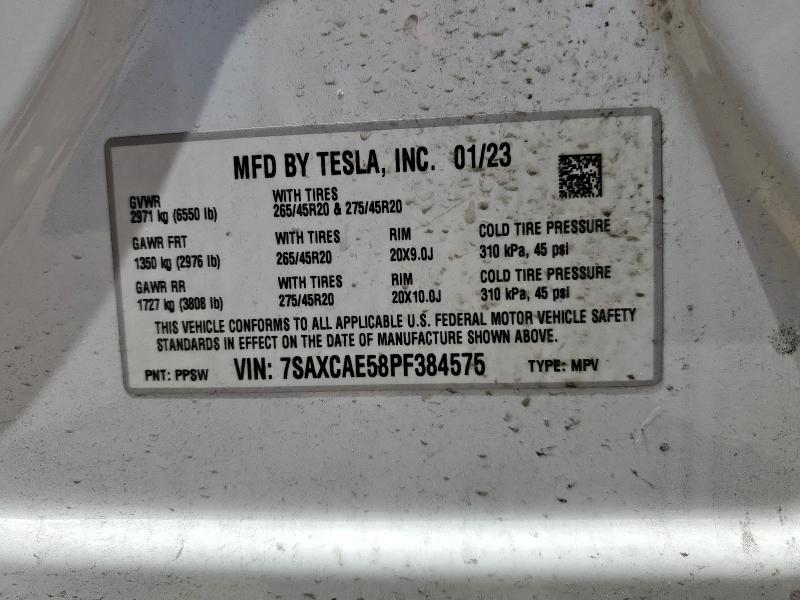 MFD BY TESLA, INC. 01/23
GVWR WITH TIRES
2971 kg (6550 lb) 265/45R20 & 275/45R20
GAWR FRT WITH TIRES RIM COLD TIRE PRESSURE
1350 kg (2976 lb) 265/45R20 20X9.0J 310 kPa, 45 psi
GAWR RR WITH TIRES RIM COLD TIRE PRESSURE
1727 kg (3808 lb) 275/45R20 20X10.0J 310 kPa, 45 psi
THIS VEHICLE CONFORMS TO ALL APPLICABLE U.S. FEDERAL MOTOR VEHICLE SAFETY
STANDARDS IN EFFECT ON THE DATE OF MANUFACTURE SHOWN ABOVE.
PNT: PPSW VIN: 7SAXCAE58PF384575 TYPE: MPV